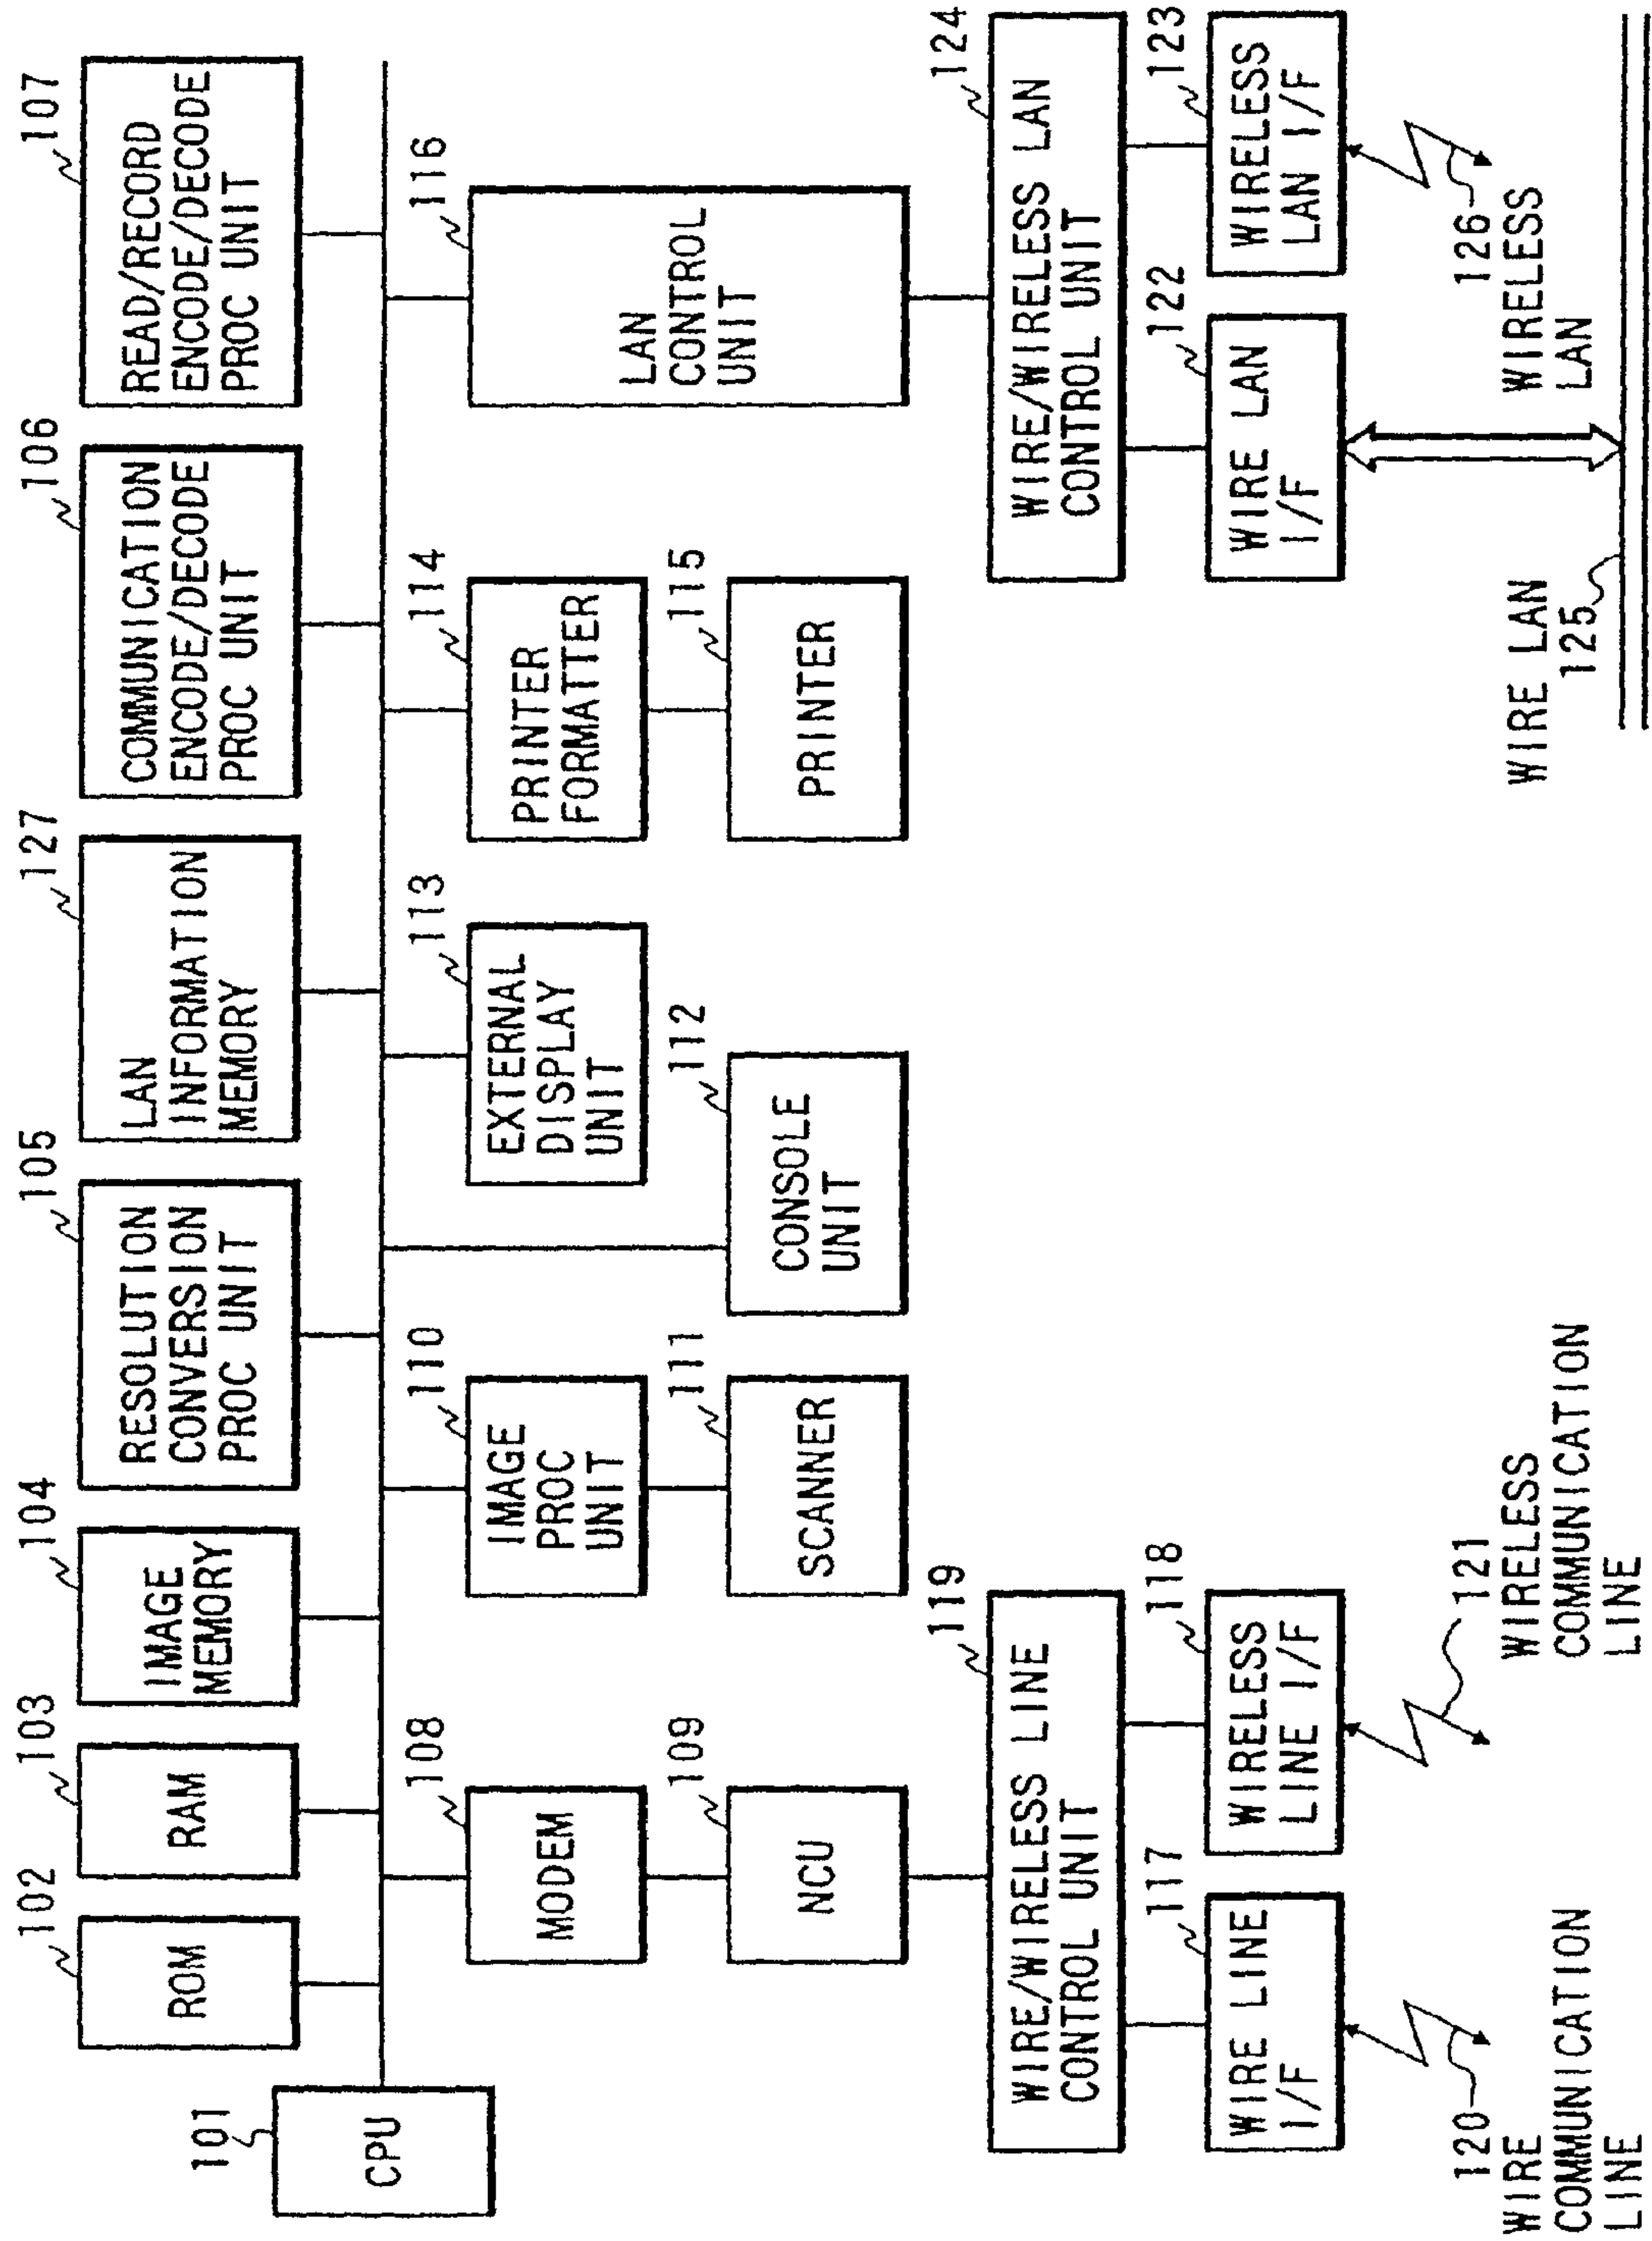 101
CPU
102
ROM
103
RAM
104
IMAGE
MEMORY
105
RESOLUTION
CONVERSION
PROC UNIT
127
LAN
INFORMATION
MEMORY
106
COMMUNICATION
ENCODE/DECODE
PROC UNIT
107
READ/RECORD
ENCODE/DECODE
PROC UNIT
108
MODEM
109
NCU
110
IMAGE
PROC
UNIT
111
SCANNER
112
CONSOLE
UNIT
113
EXTERNAL
DISPLAY
UNIT
114
PRINTER
FORMATTER
115
PRINTER
116
LAN
CONTROL
UNIT
119
WIRE/WIRELESS LINE
CONTROL UNIT
117
WIRE LINE
I/F
118
WIRELESS
LINE I/F
120
WIRE
COMMUNICATION
LINE
121
WIRELESS
COMMUNICATION
LINE
124
WIRE/WIRELESS LAN
CONTROL UNIT
122
WIRE LAN
I/F
123
WIRELESS
LAN I/F
126
WIRELESS
LAN
WIRE LAN
125